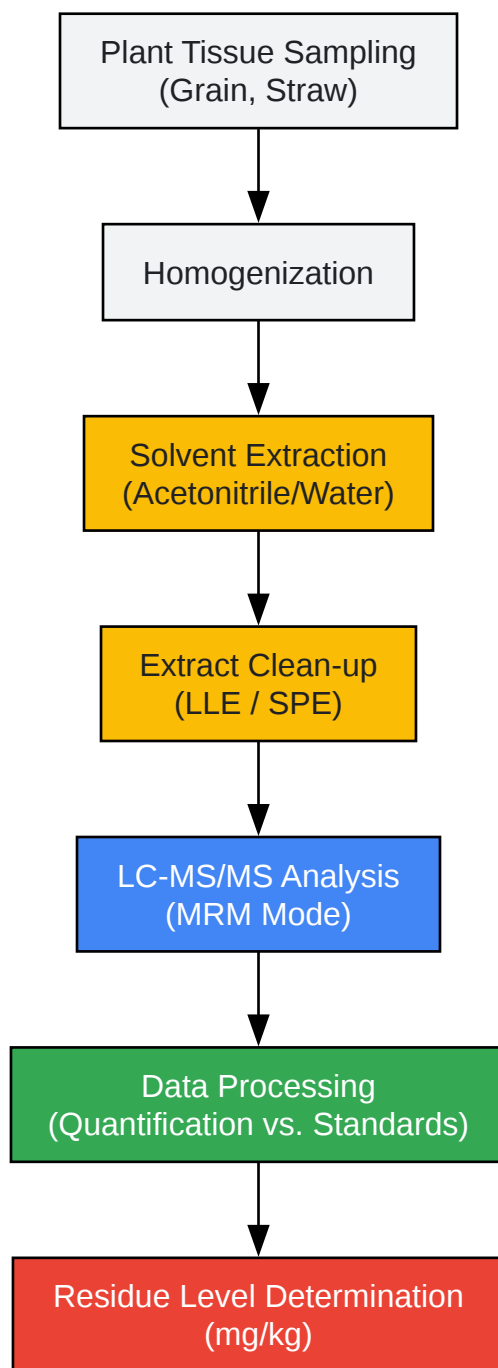 Plant Tissue Sampling
(Grain, Straw)
Homogenization
Solvent Extraction
(Acetonitrile/Water)
Extract Clean-up
(LLE / SPE)
LC-MS/MS Analysis
(MRM Mode)
Data Processing
(Quantification vs. Standards)
Residue Level Determination
(mg/kg)